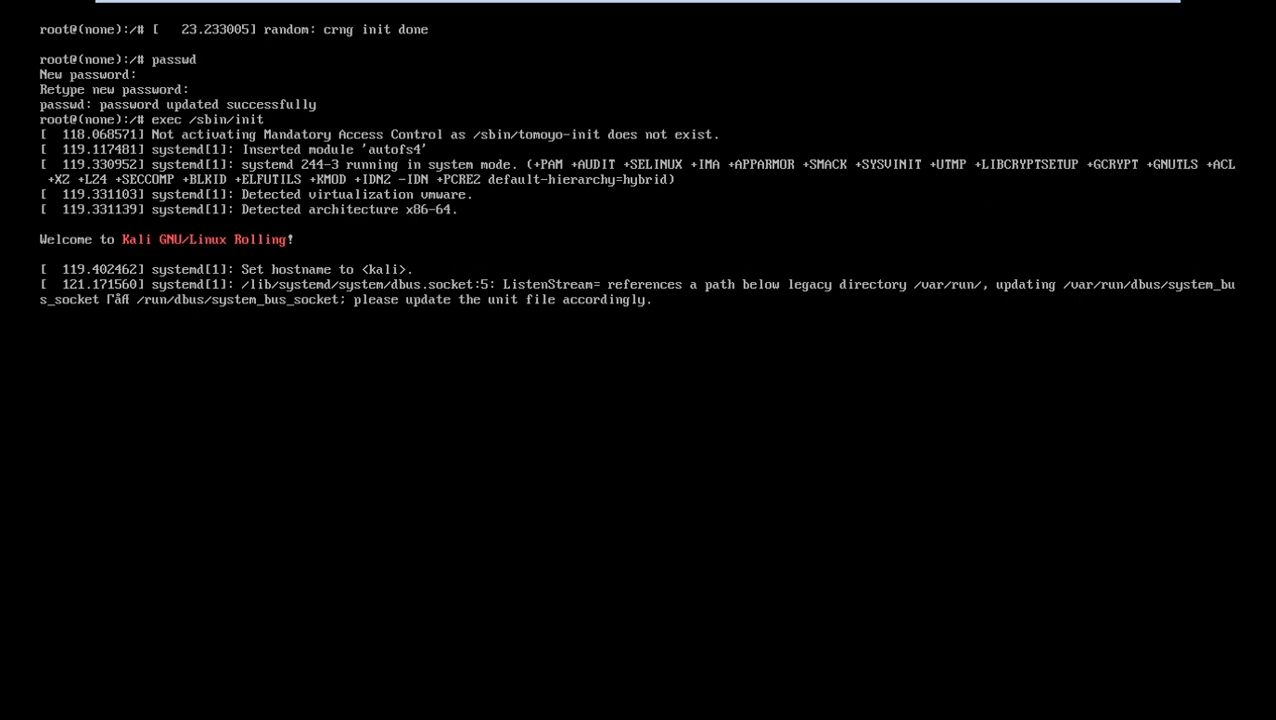 root@(none):/# [   23.233005] random: crng init done
root@(none):/# passwd
New password:
Retype new password:
passwd: password updated successfully
root@(none):/# exec /sbin/init
[  118.068571] Not activating Mandatory Access Control as /sbin/tomoyo-init does not exist.
[  119.117481] systemd[1]: Inserted module 'autofs4'
[  119.330952] systemd[1]: systemd 244-3 running in system mode. (+PAM +AUDIT +SELINUX +IMA +APPARMOR +SMACK +SYSVINIT +UTMP +LIBCRYPTSETUP +GCRYPT +GNUTLS +ACL
+XZ +LZ4 +SECCOMP +BLKID +ELFUTILS +KMOD +IDN2 -IDN +PCRE2 default-hierarchy=hybrid)
[  119.331103] systemd[1]: Detected virtualization vmware.
[  119.331139] systemd[1]: Detected architecture x86-64.
Welcome to Kali GNU/Linux Rolling!
[  119.402462] systemd[1]: Set hostname to <kali>.
[  121.171560] systemd[1]: /lib/systemd/system/dbus.socket:5: ListenStream= references a path below legacy directory /var/run/, updating /var/run/dbus/system_bu
s_socket /run/dbus/system_bus_socket; please update the unit file accordingly.